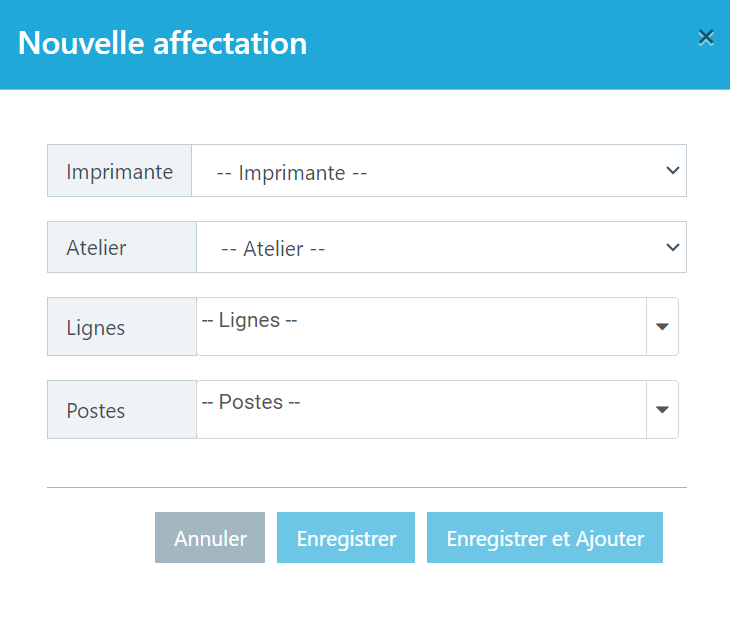 Nouvelle affectation
Imprimante -- Imprimante --
Atelier -- Atelier --
Lignes -- Lignes --
Postes -- Postes --
Annuler Enregistrer Enregistrer et Ajouter